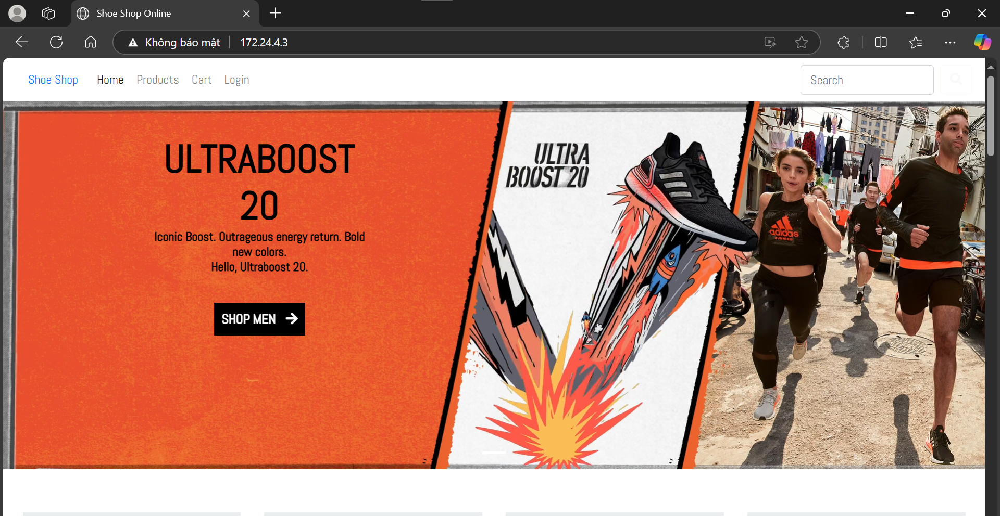 Shoe Shop Online
Không bảo mật
172.24.4.3
Shoe Shop
Home
Products
Cart
Login
Search
ULTRABOOST
20
Iconic Boost. Outrageous energy return. Bold
new colors.
Hello, Ultraboost 20.
SHOP MEN
ULTRA
BOOST 20
adidas
RUNNING